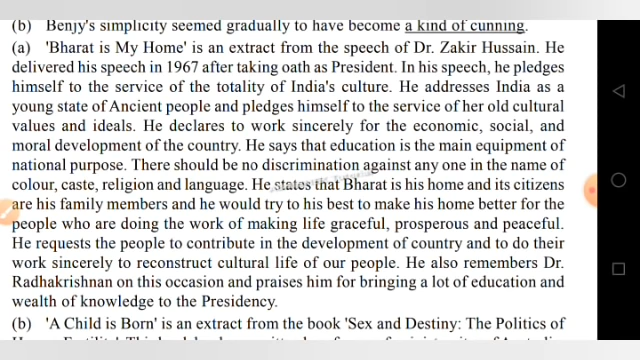 (b) Benjy's simplicity seemed gradually to have become a kind of cunning.
(a) 'Bharat is My Home' is an extract from the speech of Dr. Zakir Hussain. He
delivered his speech in 1967 after taking oath as President. In his speech, he pledges
himself to the service of the totality of India's culture. He addresses India as a
young state of Ancient people and pledges himself to the service of her old cultural
values and ideals. He declares to work sincerely for the economic, social, and
moral development of the country. He says that education is the main equipment of
national purpose. There should be no discrimination against any one in the name of
colour, caste, religion and language. He states that Bharat is his home and its citizens
are his family members and he would try to his best to make his home better for the
people who are doing the work of making life graceful, prosperous and peaceful.
He requests the people to contribute in the development of country and to do their
work sincerely to reconstruct cultural life of our people. He also remembers Dr.
Radhakrishnan on this occasion and praises him for bringing a lot of education and
wealth of knowledge to the Presidency.
(b) 'A Child is Born' is an extract from the book 'Sex and Destiny: The Politics of